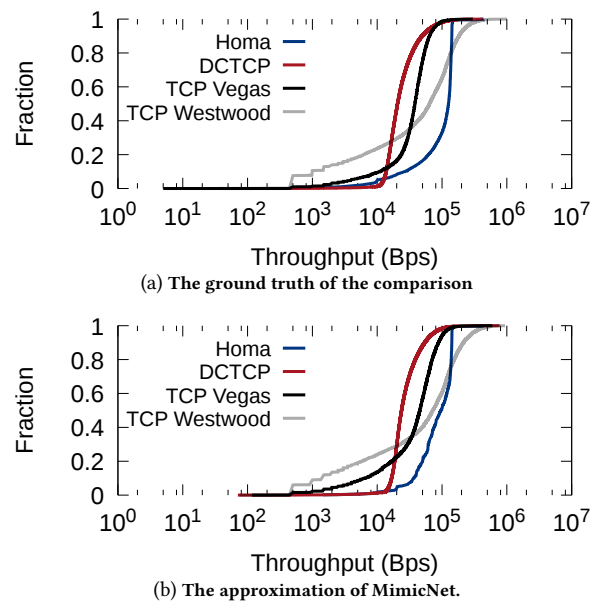 1
0.8
0.6
0.4
0.2
0
Fraction
Homa
DCTCP
TCP Vegas
TCP Westwood
10^0 10^1 10^2 10^3 10^4 10^5 10^6 10^7
Throughput (Bps)
(a) The ground truth of the comparison
1
0.8
0.6
0.4
0.2
0
Fraction
Homa
DCTCP
TCP Vegas
TCP Westwood
10^0 10^1 10^2 10^3 10^4 10^5 10^6 10^7
Throughput (Bps)
(b) The approximation of MimicNet.